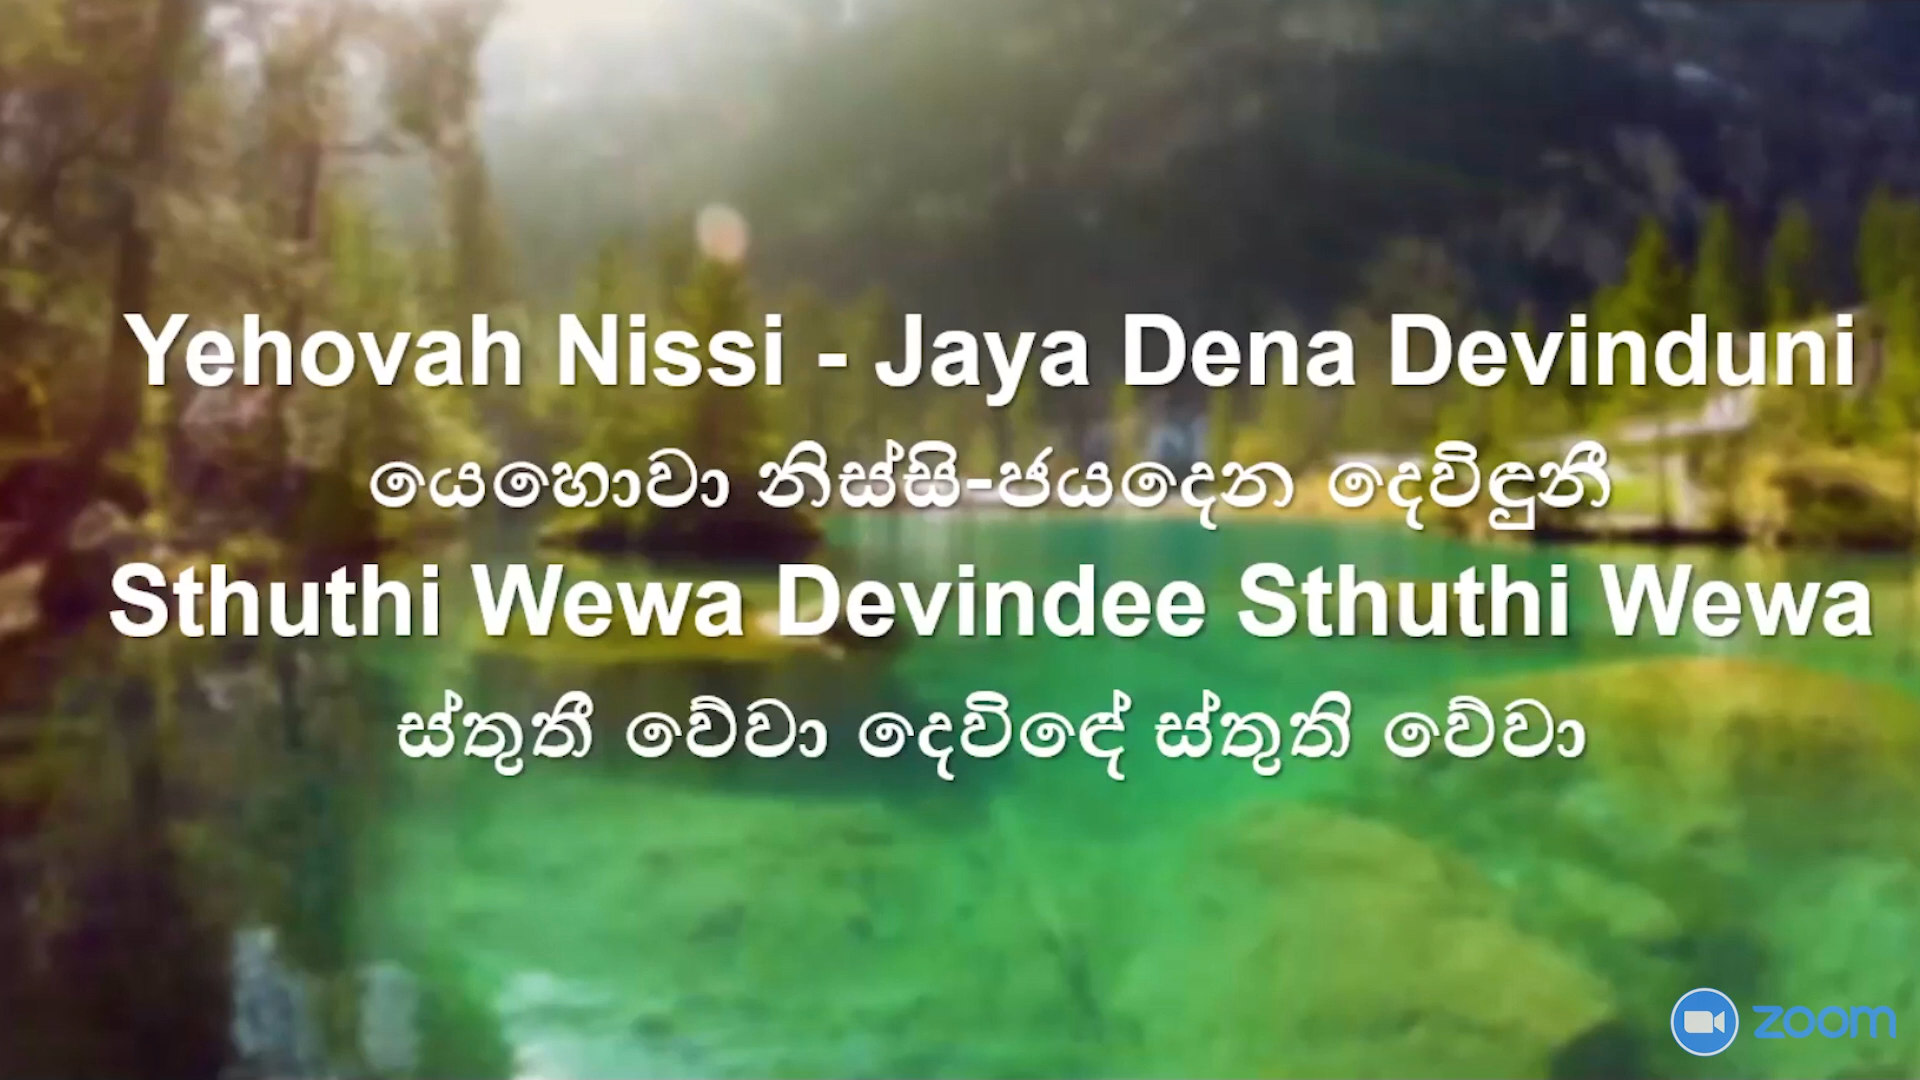 Yehovah Nissi - Jaya Dena Devinduni
යෙහොවා නිස්සි-ජයදෙන දෙවිඳුනී
Sthuthi Wewa Devindee Sthuthi Wewa
ස්තුතී වේවා දෙවිඳේ ස්තුති වේවා
zoom